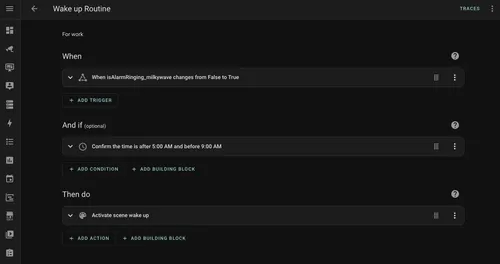 Wake up Routine
TRACES
For work
When
When isAlarmRinging_milkywave changes from False to True
+ ADD TRIGGER
And if (optional)
Confirm the time is after 5:00 AM and before 9:00 AM
+ ADD CONDITION + ADD BUILDING BLOCK
Then do
Activate scene wake up
+ ADD ACTION + ADD BUILDING BLOCK